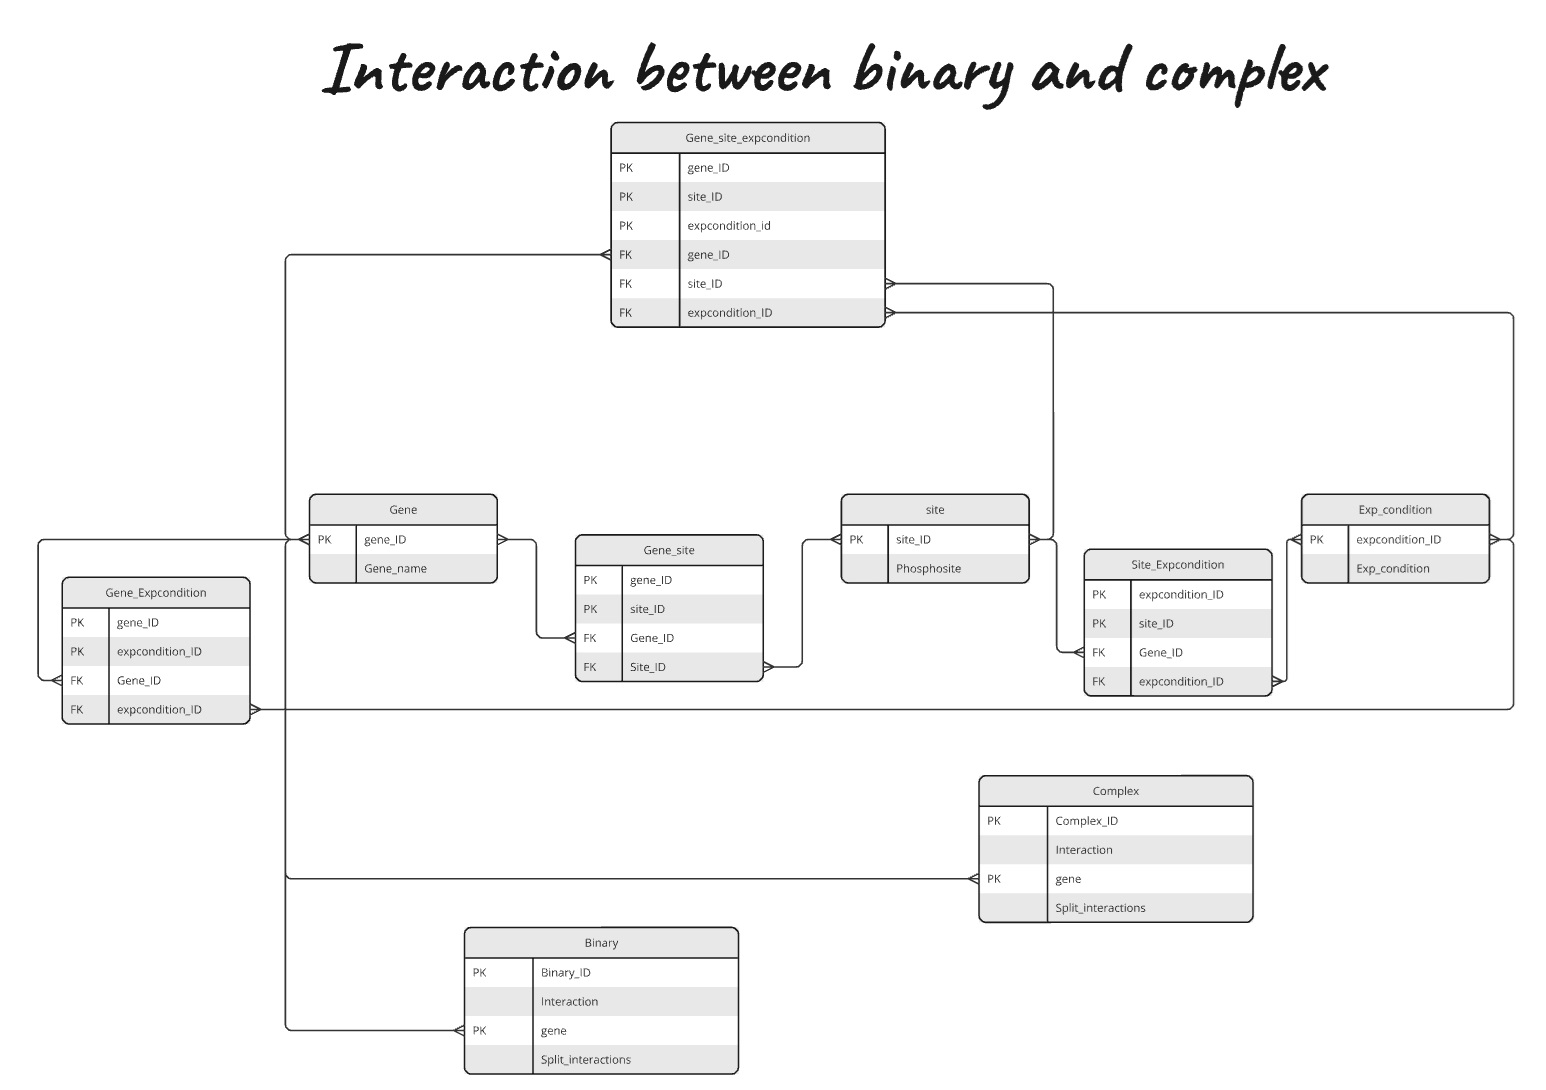 Interaction between binary and complex
Gene_site_expcondition
PK gene_ID
PK site_ID
PK expcondition_id
FK gene_ID
FK site_ID
FK expcondition_ID
Gene
PK gene_ID
Gene_name
site
PK site_ID
Phosphosite
Exp_condition
PK expcondition_ID
Exp_condition
Gene_site
PK gene_ID
PK site_ID
FK Gene_ID
FK Site_ID
Site_Expcondition
PK expcondition_ID
PK site_ID
FK Gene_ID
FK expcondition_ID
Gene_Expcondition
PK gene_ID
PK expcondition_ID
FK Gene_ID
FK expcondition_ID
Complex
PK Complex_ID
Interaction
PK gene
Split_interactions
Binary
PK Binary_ID
Interaction
PK gene
Split_interactions